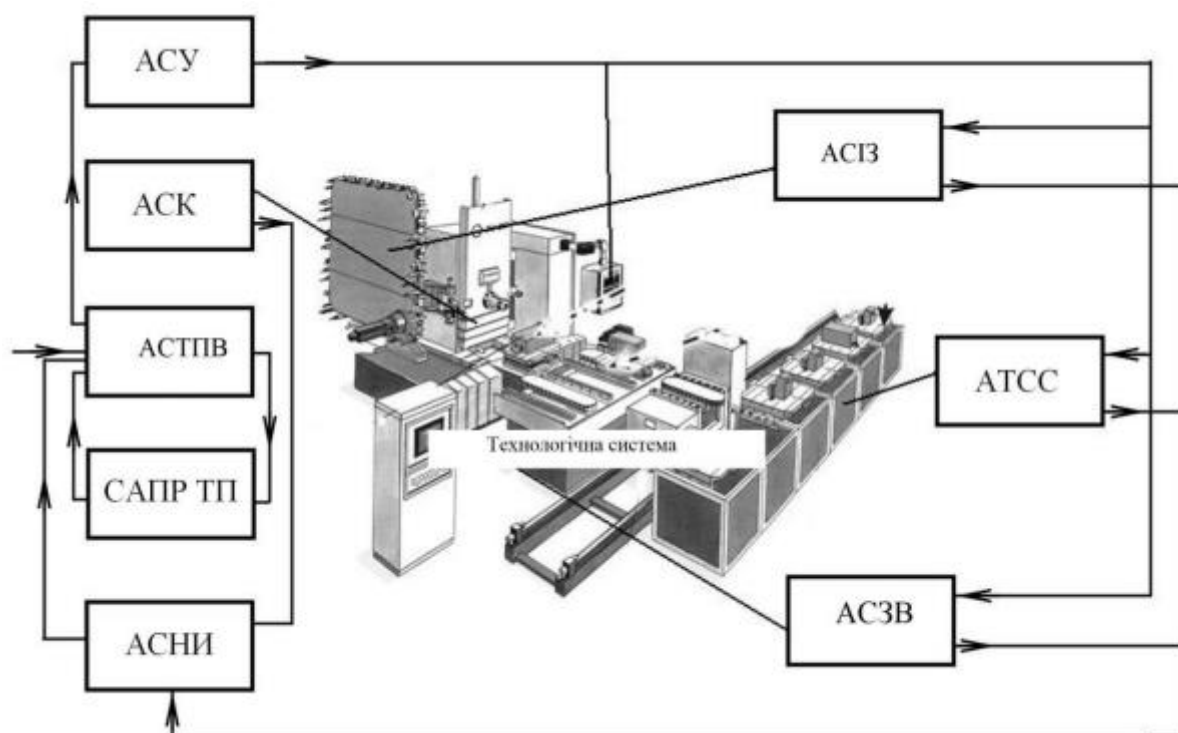 АСУ
АСІЗ
АСК
АСТПВ
АТСС
Технологічна система
САПР ТП
АСЗВ
АСНИ